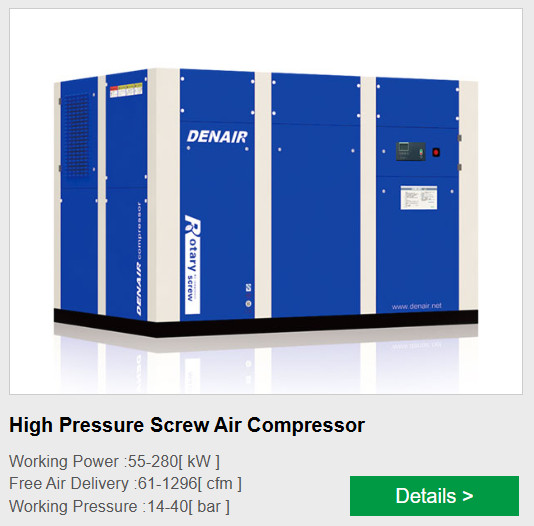 DENAIR
DENAIR compressor
Rotary screw
www.denair.net
High Pressure Screw Air Compressor
Working Power :55-280[ kW ]
Free Air Delivery :61-1296[ cfm ]
Working Pressure :14-40[ bar ]
Details >